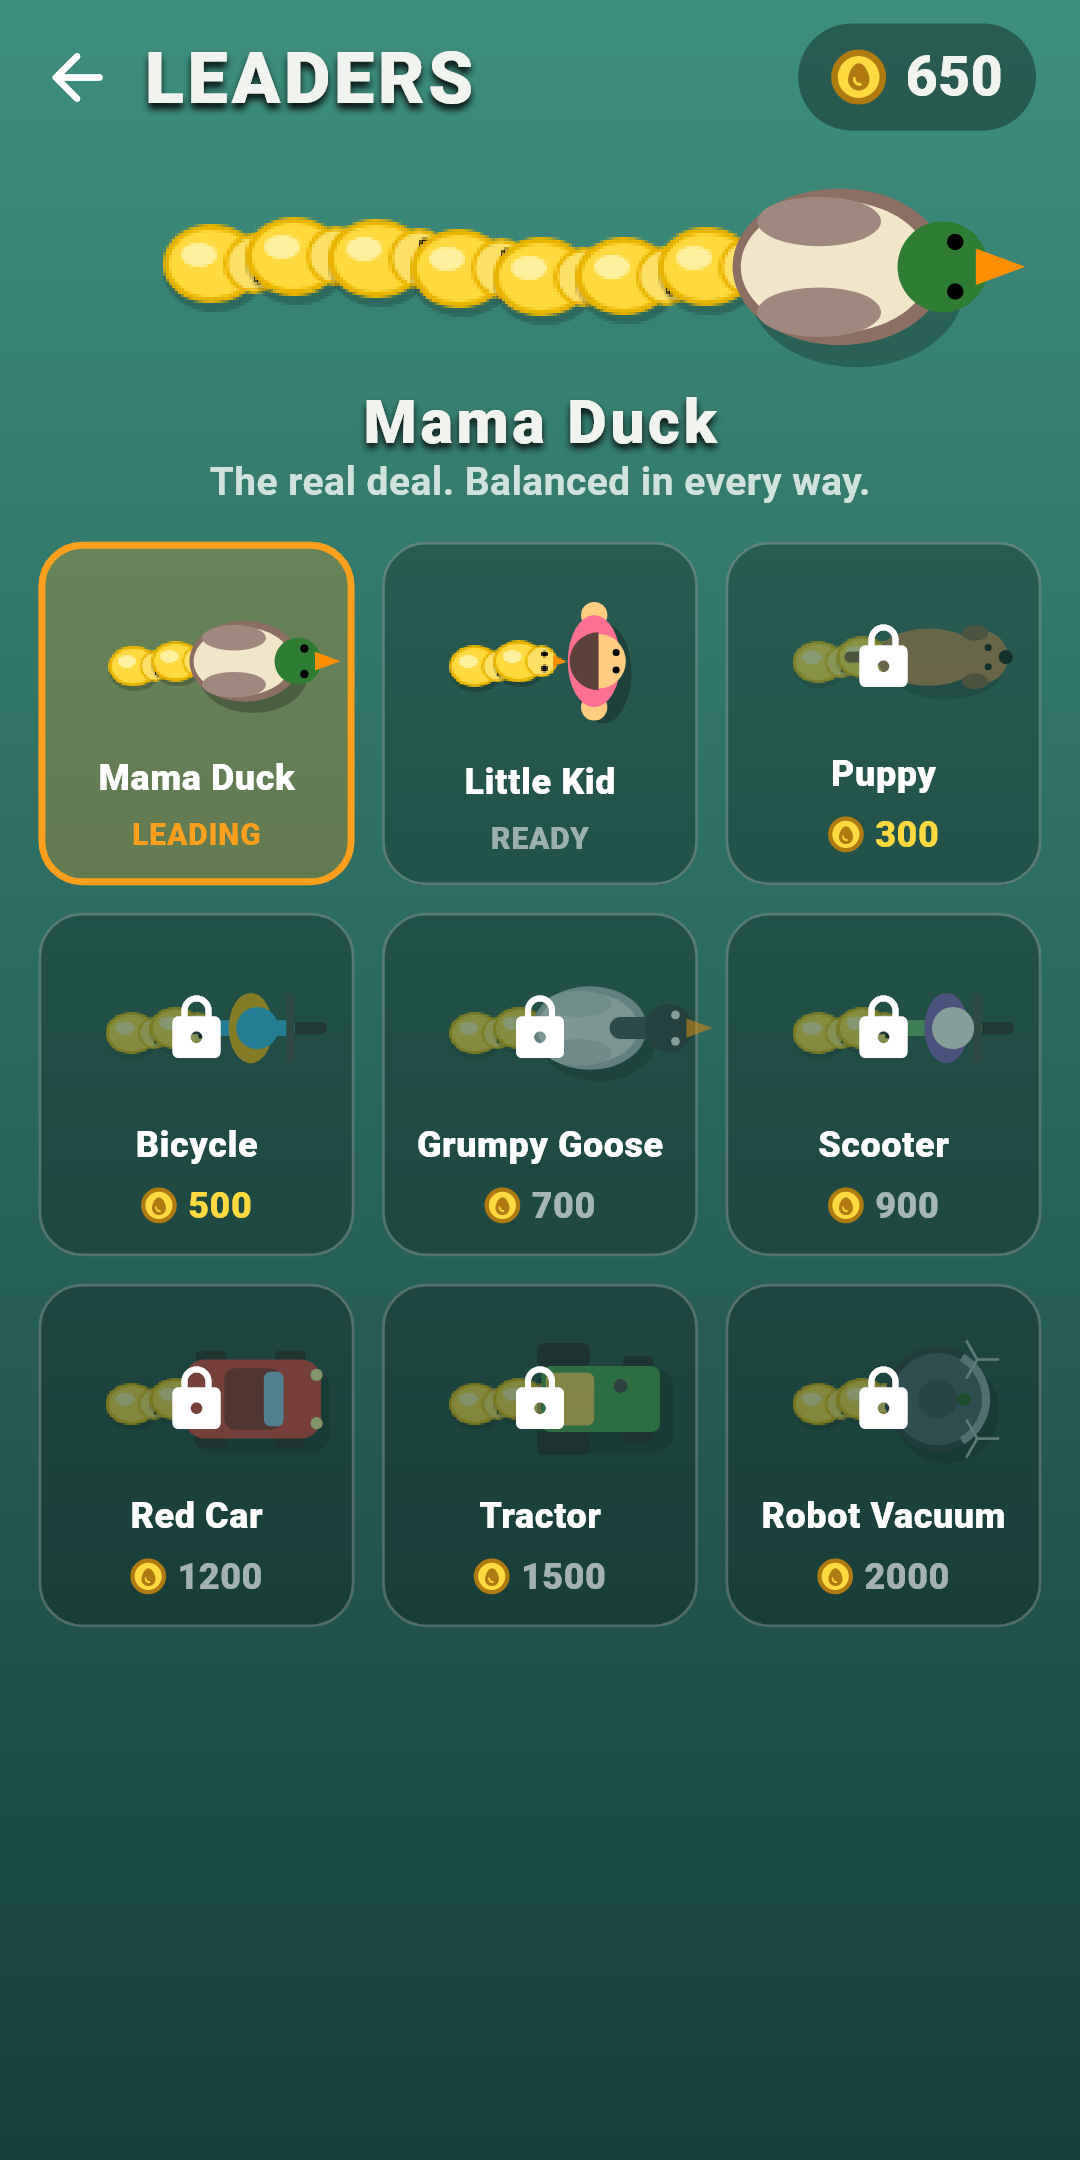 LEADERS
650
Mama Duck
The real deal. Balanced in every way.
Mama Duck
LEADING
Little Kid
READY
Puppy
300
Bicycle
500
Grumpy Goose
700
Scooter
900
Red Car
1200
Tractor
1500
Robot Vacuum
2000